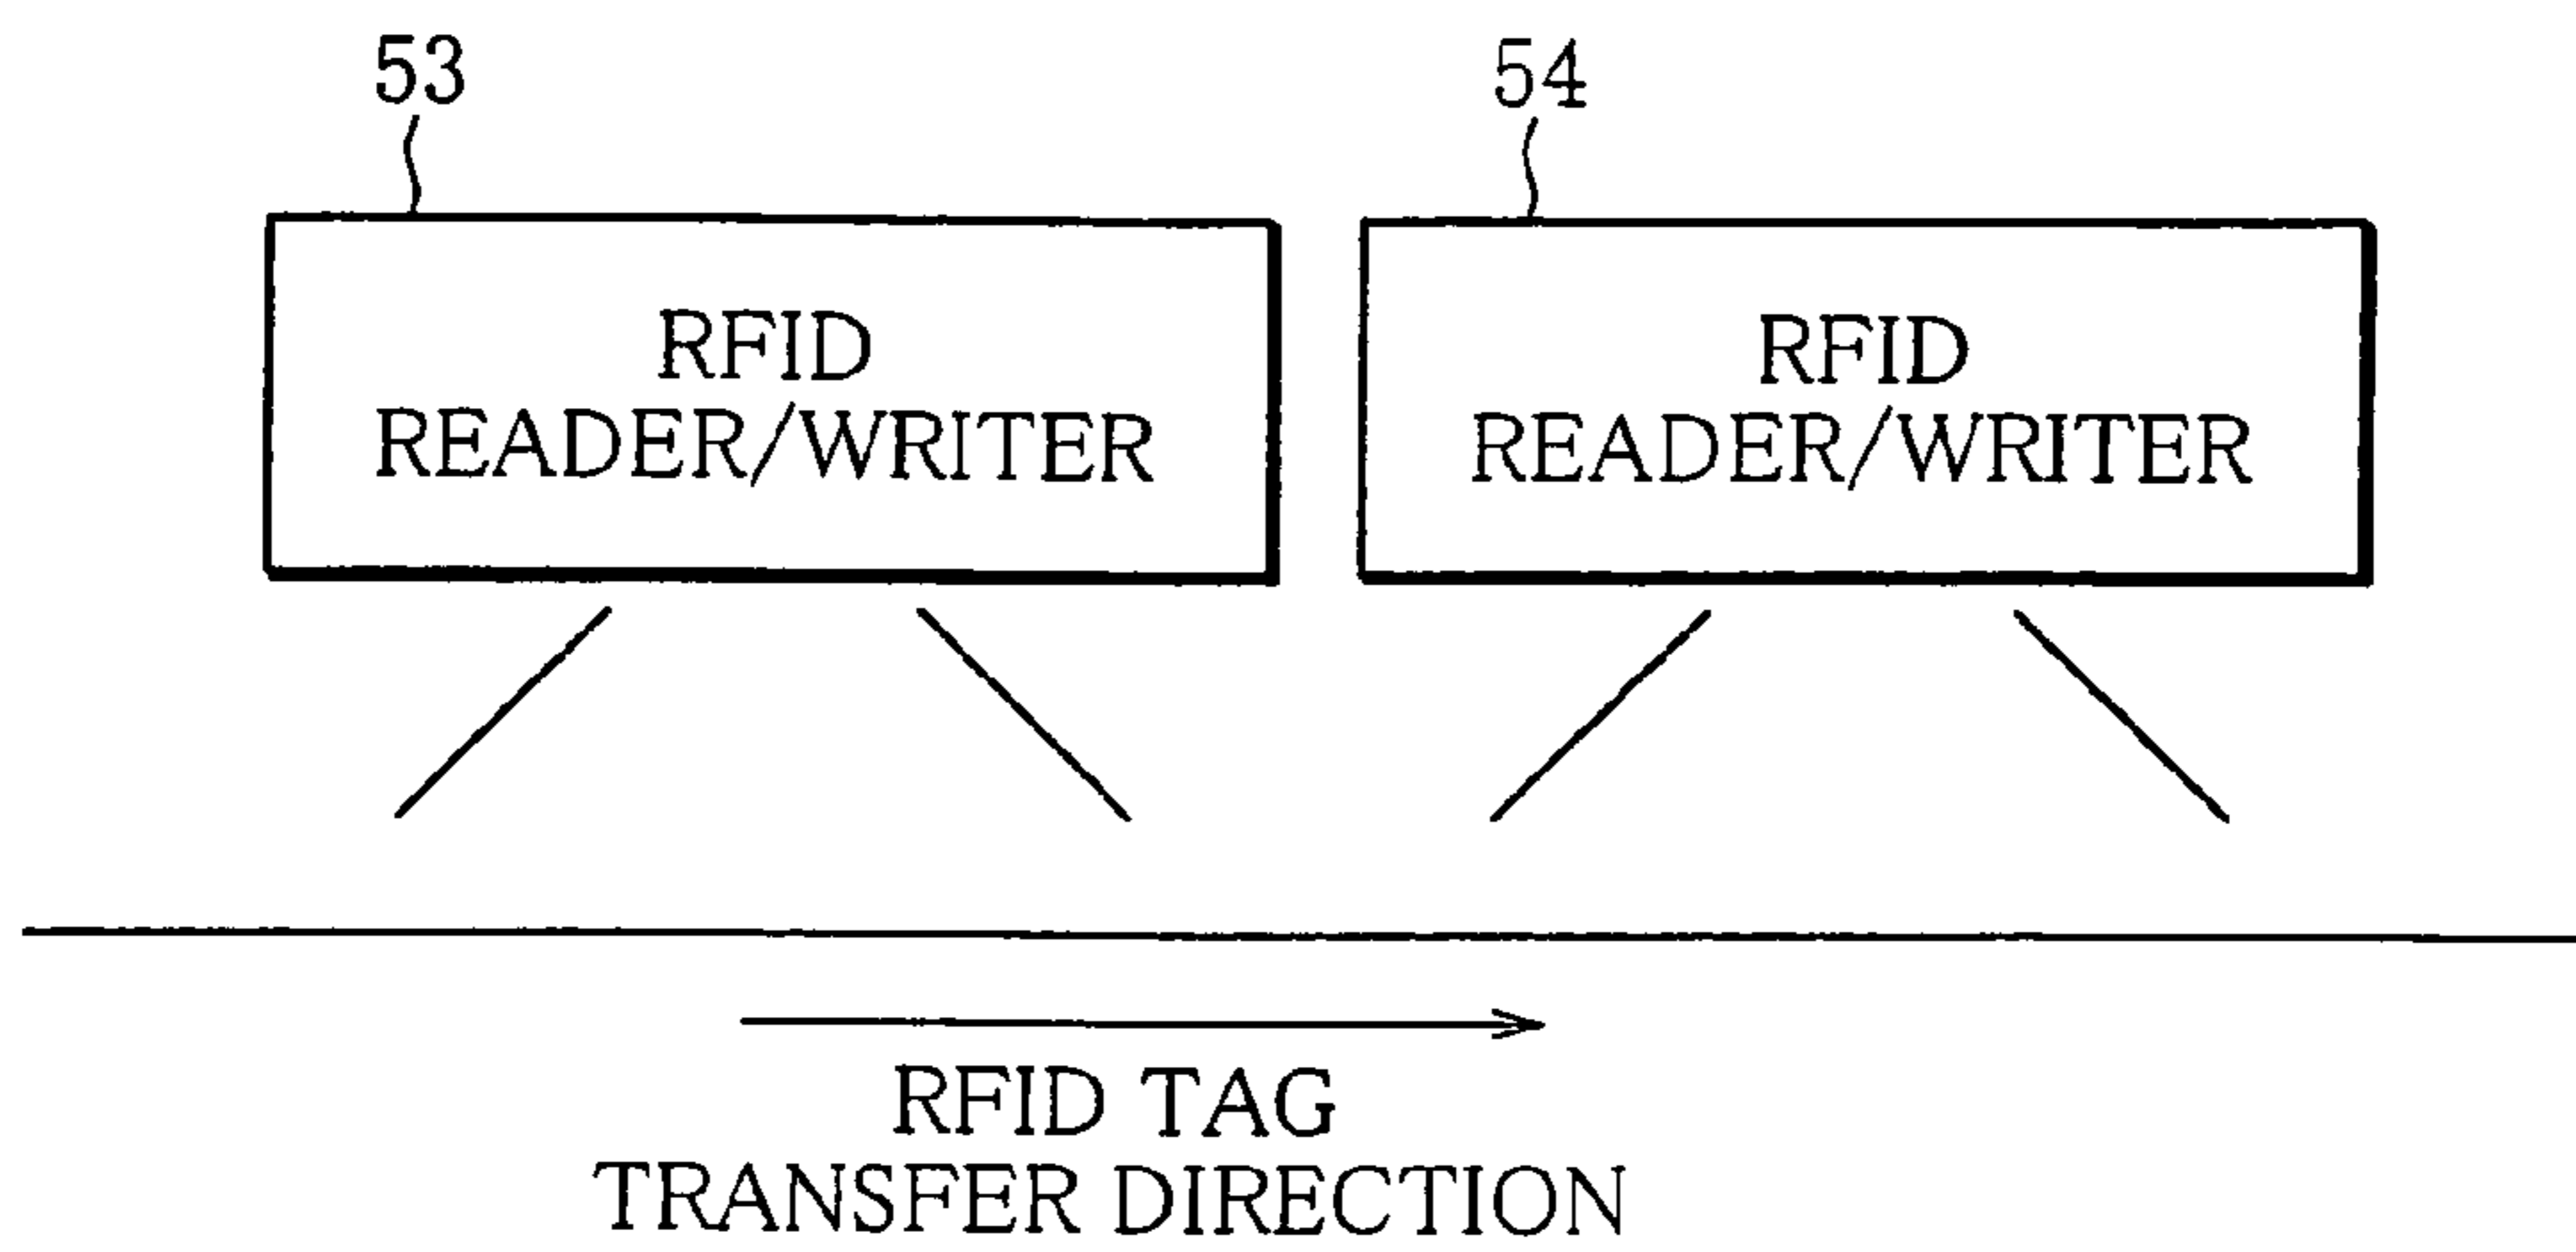 53
54
RFID
READER/WRITER
RFID
READER/WRITER
RFID TAG
TRANSFER DIRECTION